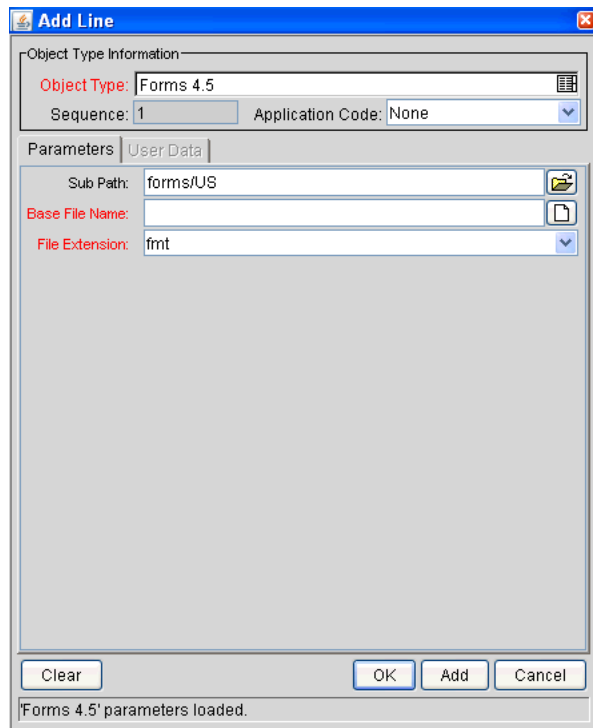 Add Line
Object Type Information
Object Type: Forms 4.5
Sequence: 1 Application Code: None
Parameters User Data
Sub Path: forms/US
Base File Name:
File Extension: fmt
Clear OK Add Cancel
'Forms 4.5' parameters loaded.